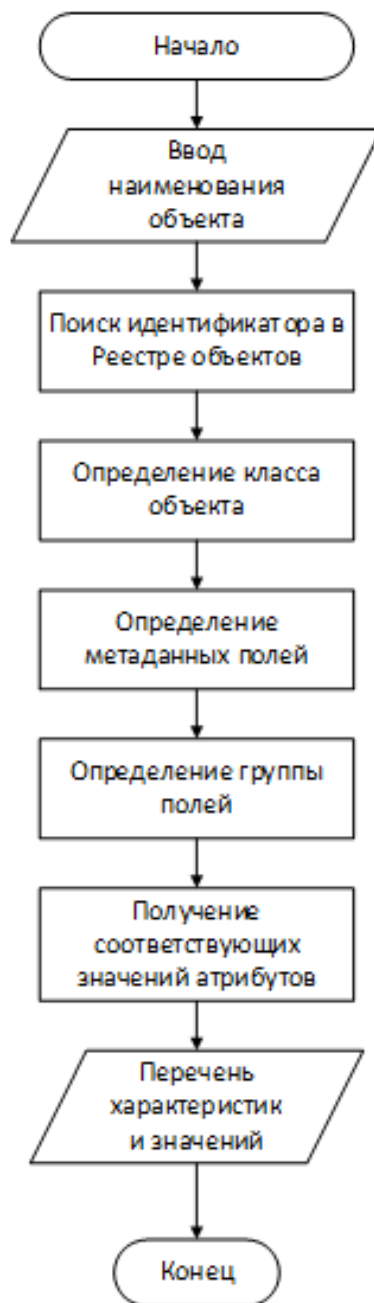 Начало
Ввод
наименования
объекта
Поиск идентификатора в
Реестре объектов
Определение класса
объекта
Определение
метаданных полей
Определение группы
полей
Получение
соответствующих
значений атрибутов
Перечень
характеристик
и значений
Конец